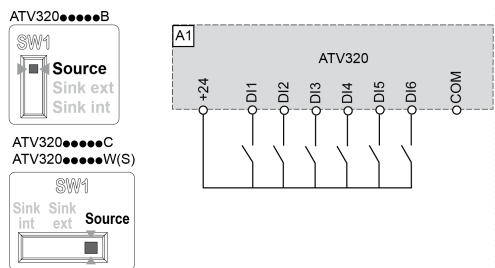 ATV320●●●●●B
SW1
Source
Sink ext
Sink int
ATV320●●●●●C
ATV320●●●●●W(S)
SW1
Sink int
Sink ext
Source
A1
ATV320
+24
DI1
DI2
DI3
DI4
DI5
DI6
COM